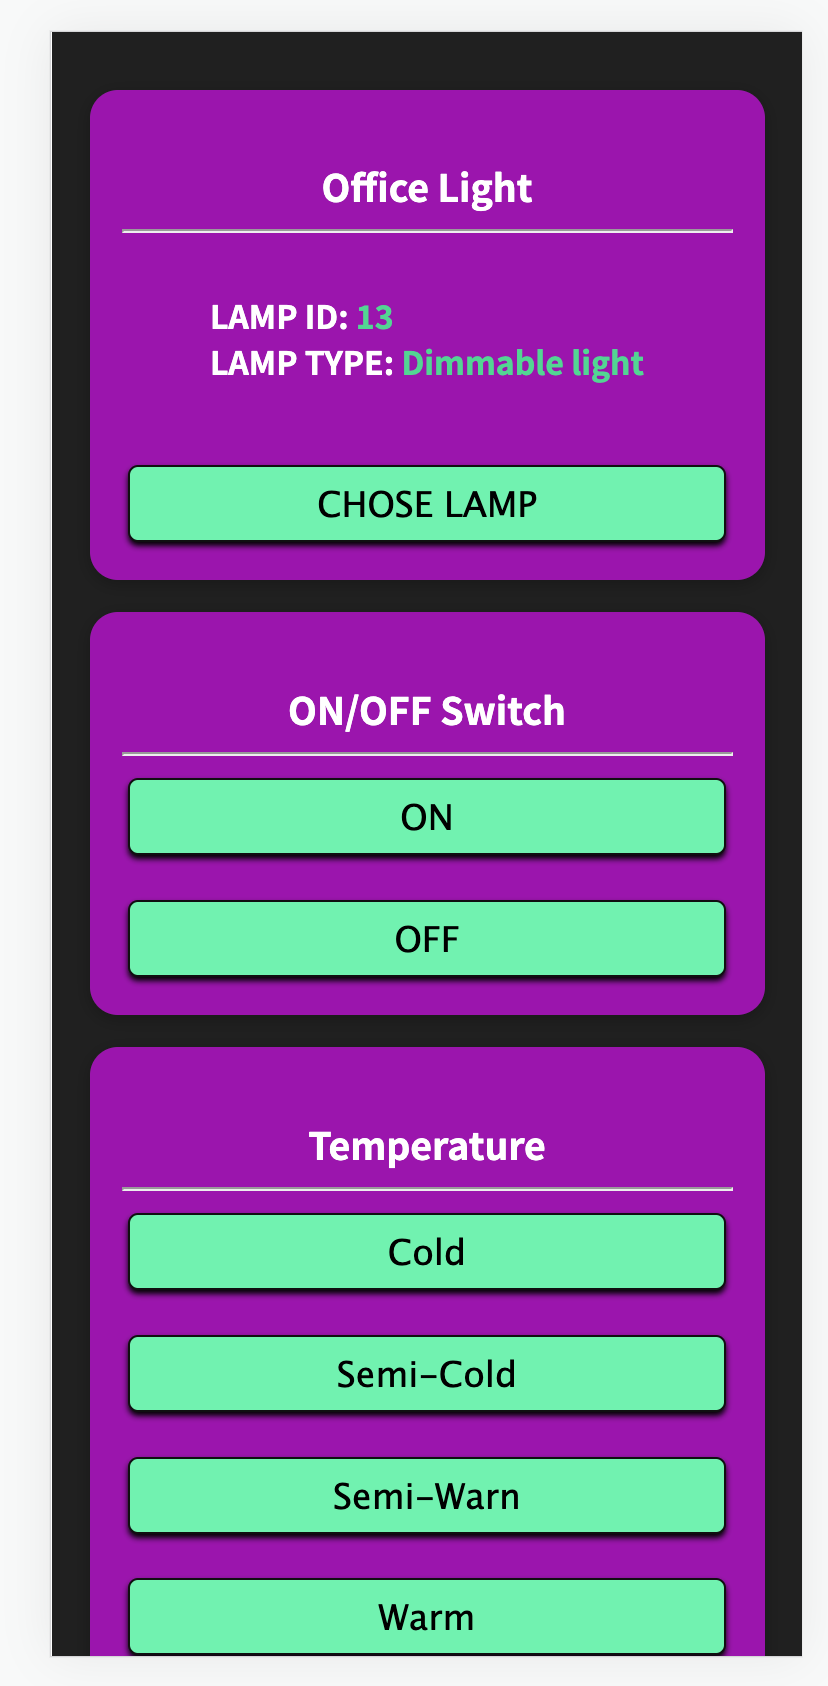 Office Light
LAMP ID: 13
LAMP TYPE: Dimmable light
CHOSE LAMP
ON/OFF Switch
ON
OFF
Temperature
Cold
Semi-Cold
Semi-Warn
Warm